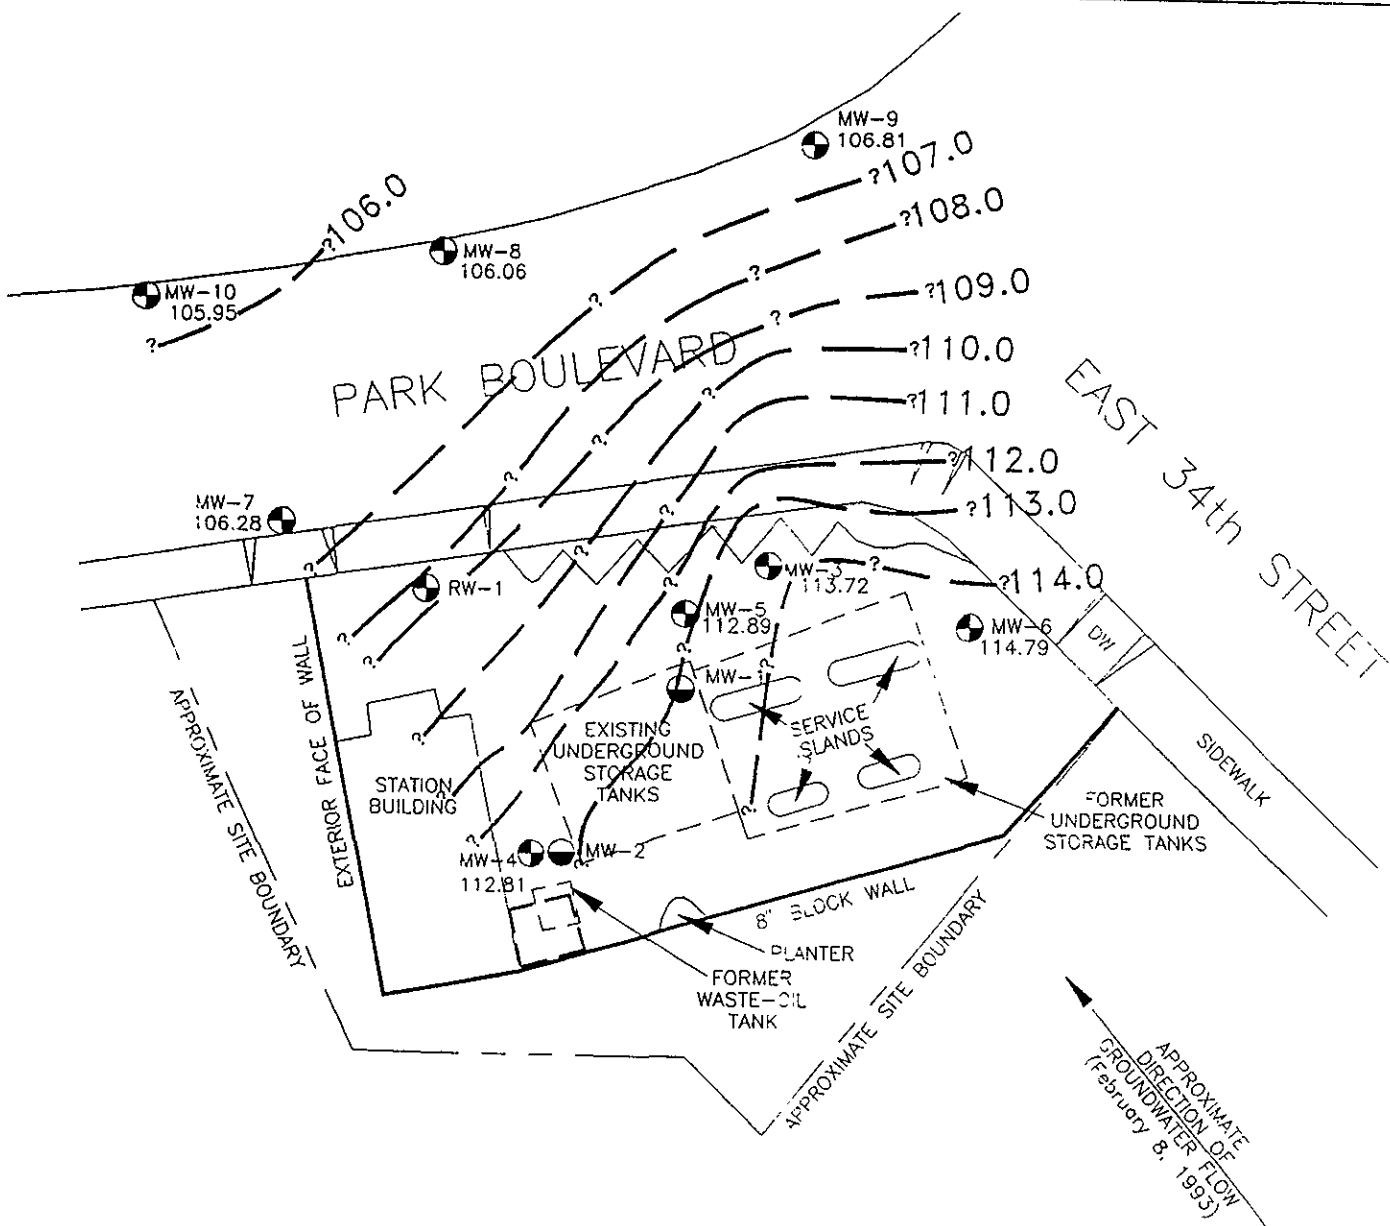 MW-9
106.81
?107.0
?106.0
?108.0
MW-8
106.06
?109.0
MW-10
105.95
?
?
?
?
PARK BOULEVARD
?110.0
?111.0
EAST 34th STREET
?
?
?
?112.0
?113.0
MW-7
106.28
?
?
?
RW-1
MW-3
113.72
?
?114.0
MW-5
112.89
MW-6
114.79
DW
?
?
?
MW-1
EXTERIOR FACE OF WALL
APPROXIMATE SITE BOUNDARY
EXISTING
UNDERGROUND
STORAGE
TANKS
SERVICE
ISLANDS
SIDEWALK
?
STATION
BUILDING
?
?
?
FORMER
UNDERGROUND
STORAGE TANKS
MW-4
112.81
MW-2
?
8" BLOCK WALL
PLANTER
FORMER
WASTE-OIL
TANK
APPROXIMATE SITE BOUNDARY
APPROXIMATE
DIRECTION OF
GROUNDWATER FLOW
(February 8, 1993)